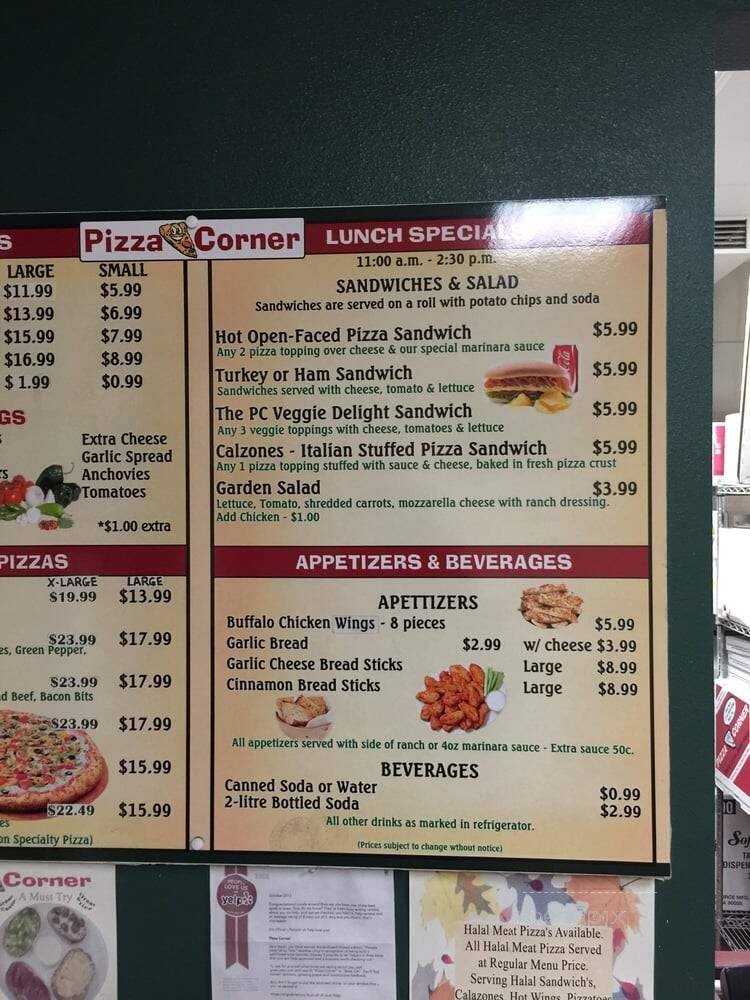 S
Pizza Corner
LARGE SMALL
$11.99 $5.99
$13.99 $6.99
$15.99 $7.99
$16.99 $8.99
$ 1.99 $0.99
GS
Extra Cheese
Garlic Spread
Anchovies
Tomatoes
*$1.00 extra
PIZZAS
X-LARGE LARGE
$19.99 $13.99
$23.99 $17.99
es, Green Pepper,
$23.99 $17.99
d Beef, Bacon Bits
$23.99 $17.99
$15.99
$22.49 $15.99
es
on Specialty Pizza)
LUNCH SPECIAL
11:00 a.m. - 2:30 p.m.
SANDWICHES & SALAD
Sandwiches are served on a roll with potato chips and soda
Hot Open-Faced Pizza Sandwich $5.99
Any 2 pizza topping over cheese & our special marinara sauce
Turkey or Ham Sandwich $5.99
Sandwiches served with cheese, tomato & lettuce
The PC Veggie Delight Sandwich $5.99
Any 3 veggie toppings with cheese, tomatoes & lettuce
Calzones - Italian Stuffed Pizza Sandwich $5.99
Any 1 pizza topping stuffed with sauce & cheese, baked in fresh pizza crust
Garden Salad $3.99
Lettuce, Tomato, shredded carrots, mozzarella cheese with ranch dressing.
Add Chicken - $1.00
APPETIZERS & BEVERAGES
APETTIZERS
Buffalo Chicken Wings - 8 pieces $5.99
Garlic Bread $2.99 w/ cheese $3.99
Garlic Cheese Bread Sticks Large $8.99
Cinnamon Bread Sticks Large $8.99
All appetizers served with side of ranch or 4oz marinara sauce - Extra sauce 50c.
BEVERAGES
Canned Soda or Water $0.99
2-litre Bottled Soda $2.99
All other drinks as marked in refrigerator.
(Prices subject to change wthout notice)
Corner
A Must Try
PEOPLE
LOVE US
yelp
Halal Meat Pizza's Available.
All Halal Meat Pizza Served
at Regular Menu Price.
Serving Halal Sandwich's,
Calazones, Hot Wings, Pizzatoe
PIZZA CORNER